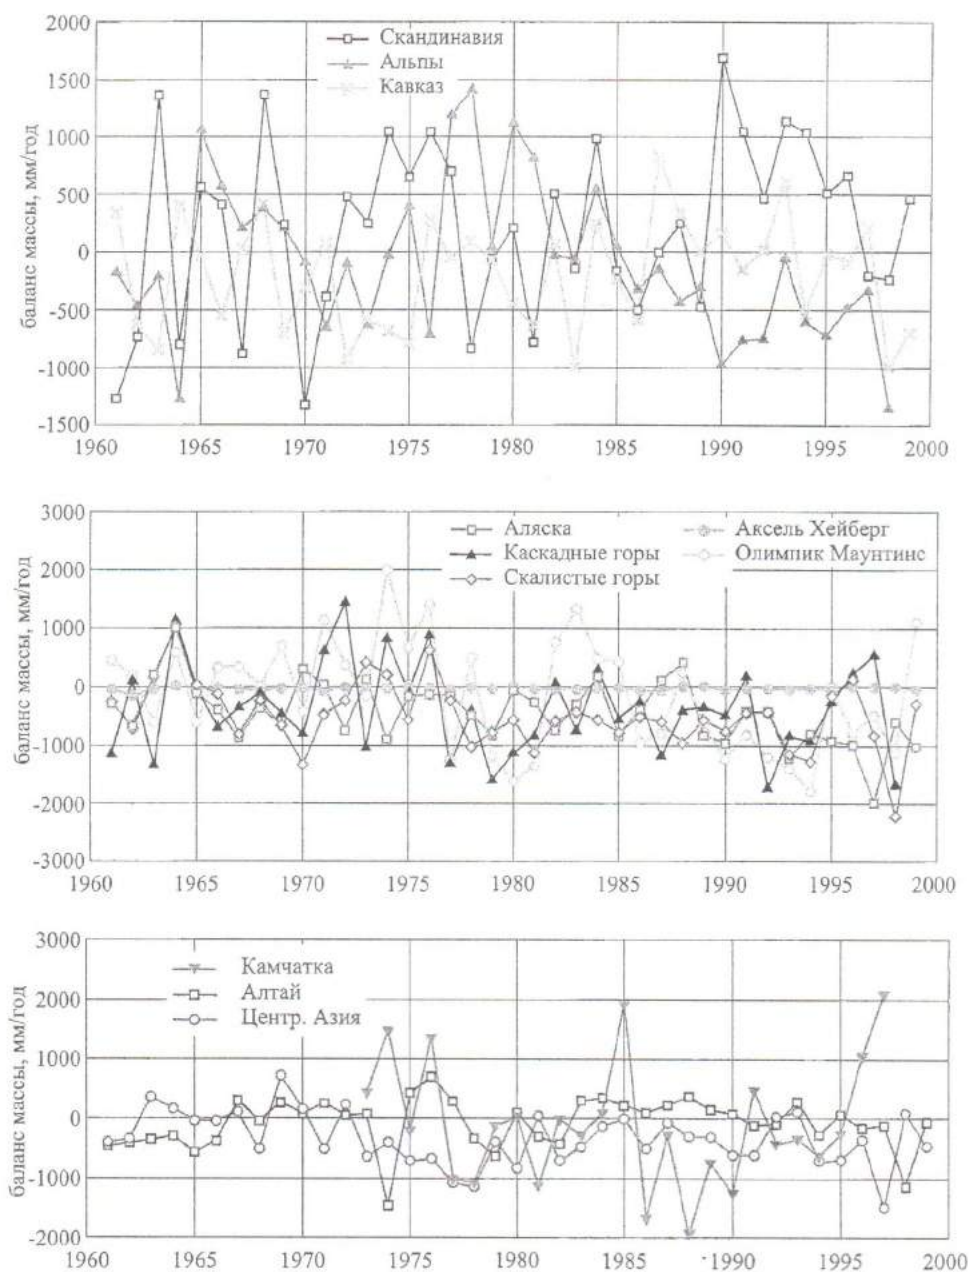 2000
Скандинавия
Альпы
Кавказ
1500
1000
500
0
-500
-1000
-1500
баланс массы, мм/год
1960 1965 1970 1975 1980 1985 1990 1995 2000
3000
Аляска Аксель Хейберг
Каскадные горы Олимпик Маунтинс
Скалистые горы
2000
1000
0
-1000
-2000
-3000
баланс массы, мм/год
1960 1965 1970 1975 1980 1985 1990 1995 2000
3000
Камчатка
Алтай
Центр. Азия
2000
1000
0
-1000
-2000
баланс массы, мм/год
1960 1965 1970 1975 1980 1985 1990 1995 2000